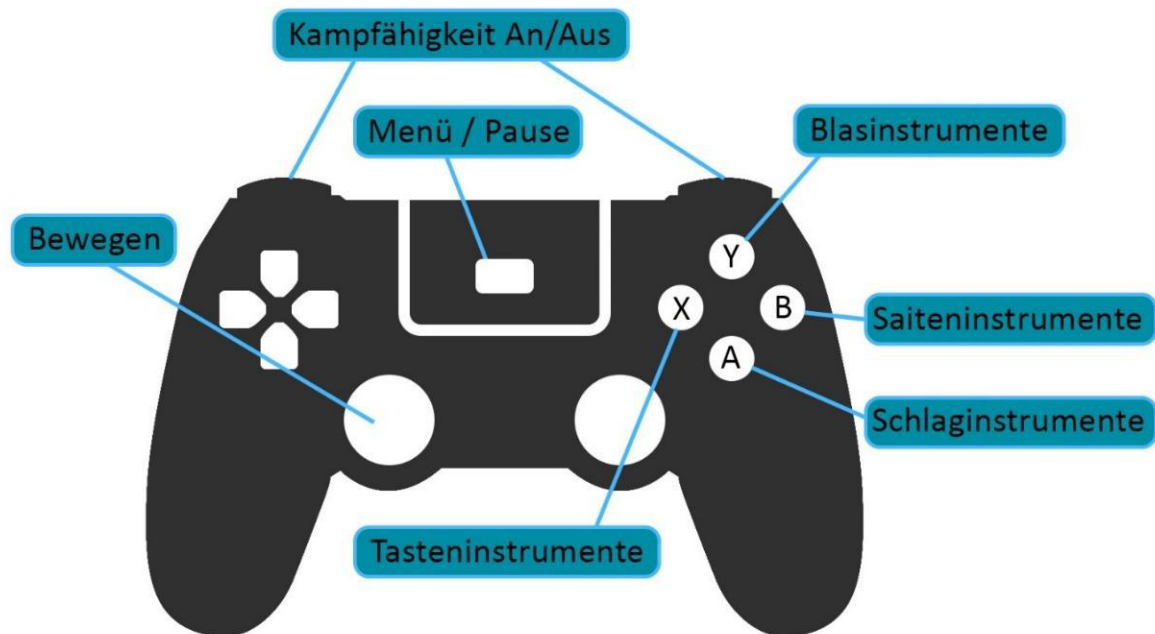 Kampfähigkeit An/Aus
Menü / Pause
Blasinstrumente
Bewegen
Y
X
B
Saiteninstrumente
A
Schlaginstrumente
Tasteninstrumente